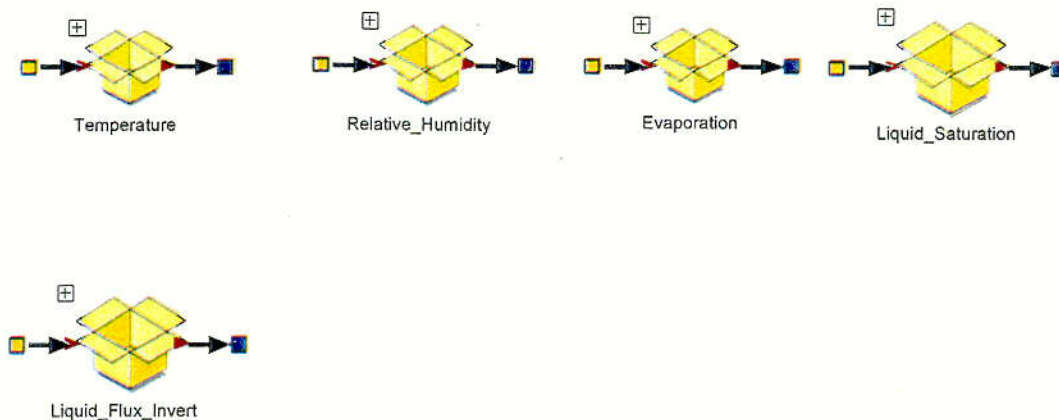 Temperature
Relative_Humidity
Evaporation
Liquid_Saturation
Liquid_Flux_Invert